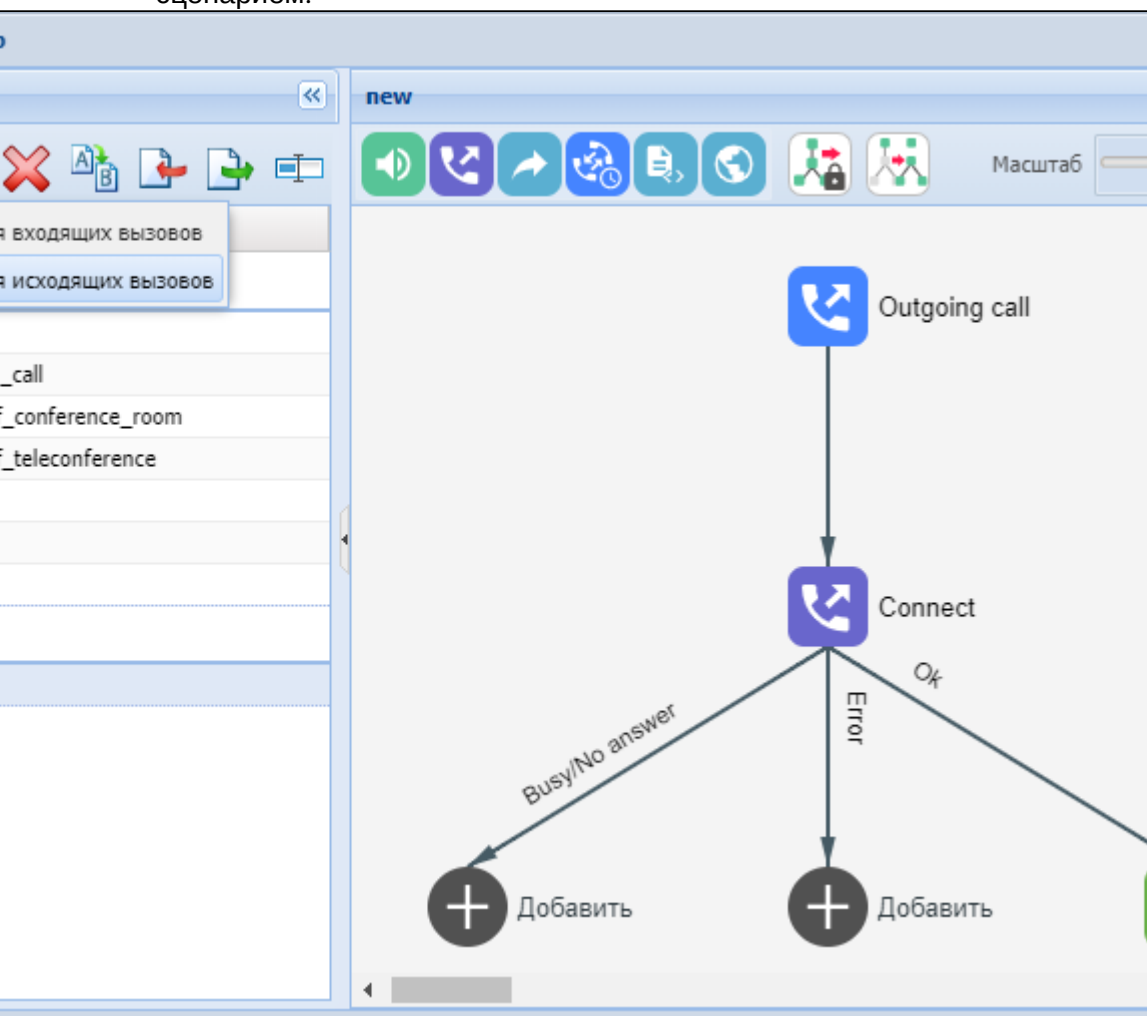 сценарием.
new
Масштаб
я входящих вызовов
я исходящих вызовов
_call
f_conference_room
f_teleconference
Outgoing call
Connect
Busy/No answer
Error
Ok
Добавить
Добавить